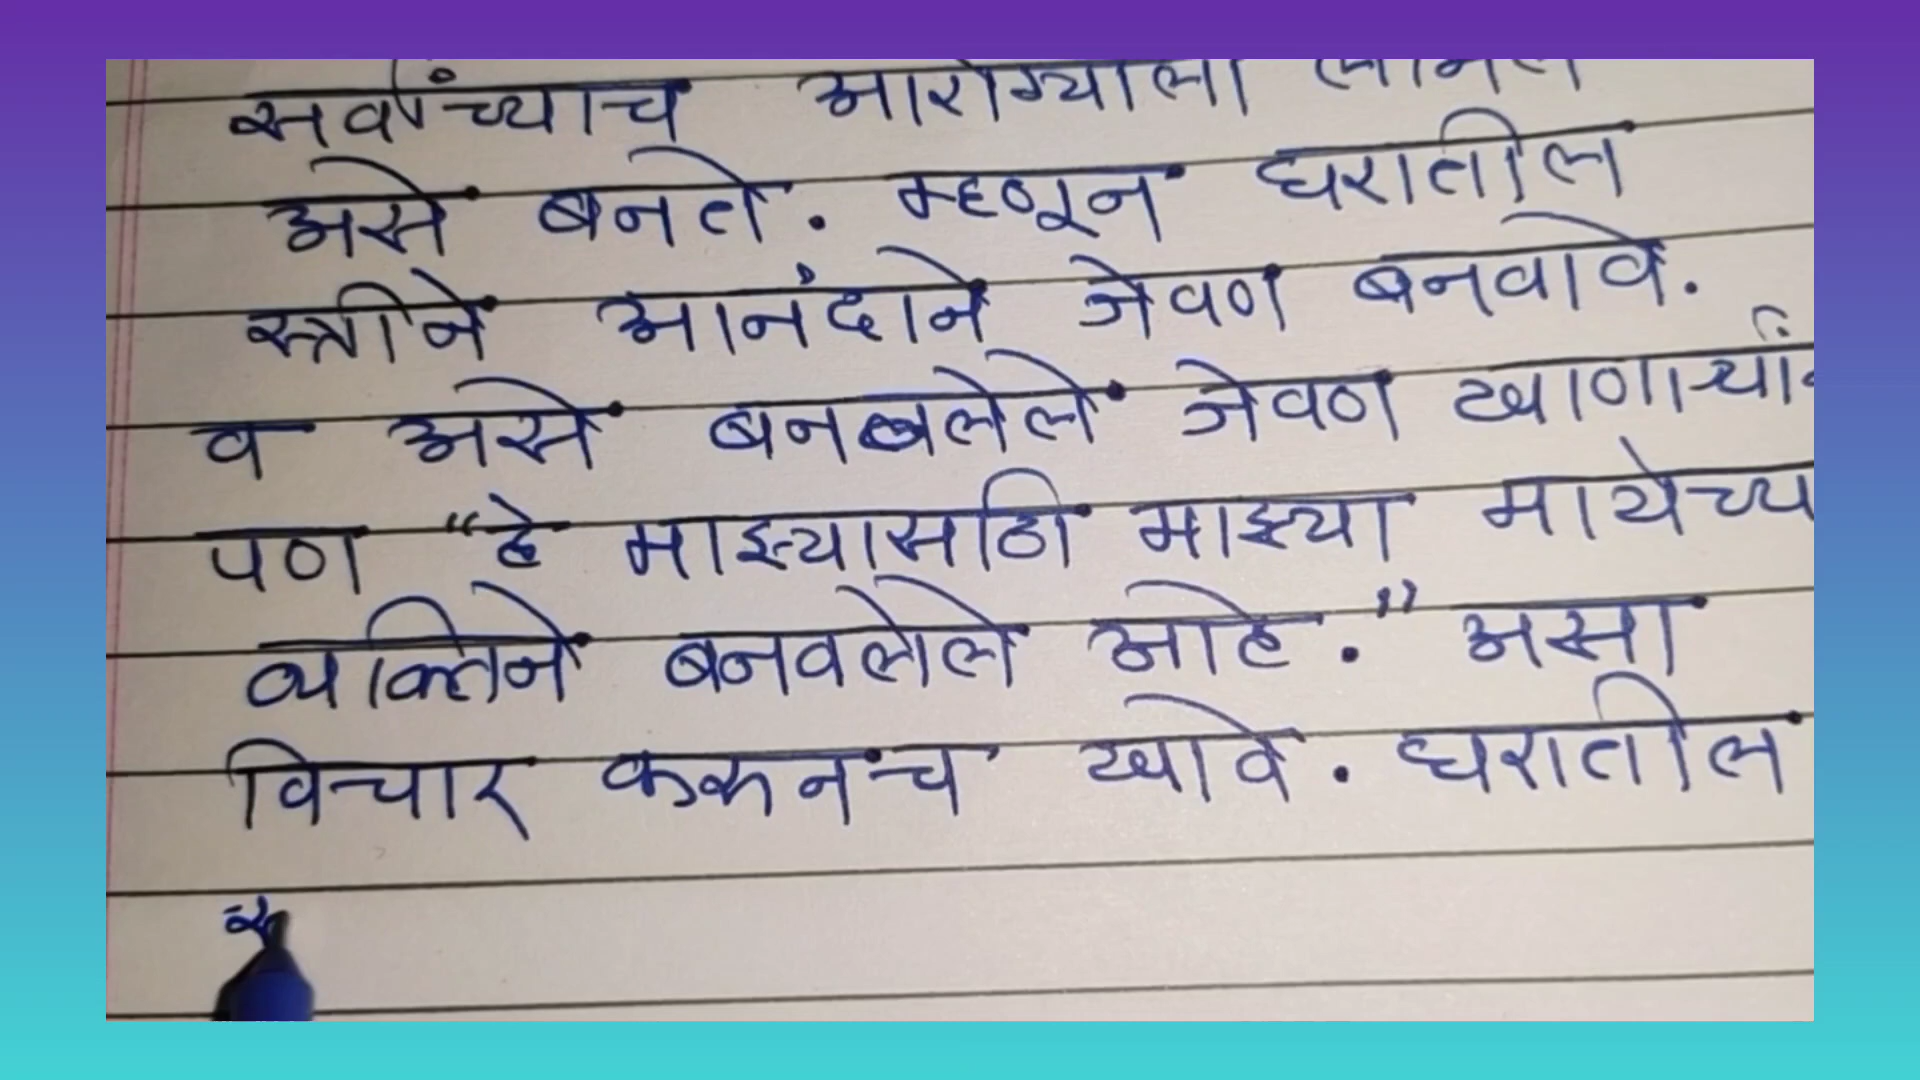 सर्वांच्याच आरोग्याला
असे बनते. म्हणून घरातील
स्त्रीने आनंदाने जेवण बनवावे.
व असे बनवलेले जेवण
पण "हे माझ्यासाठी माझ्या मायेच्य
व्यक्तिने बनवलेले आहे." असा
विचार करूनच खावे. घरातील